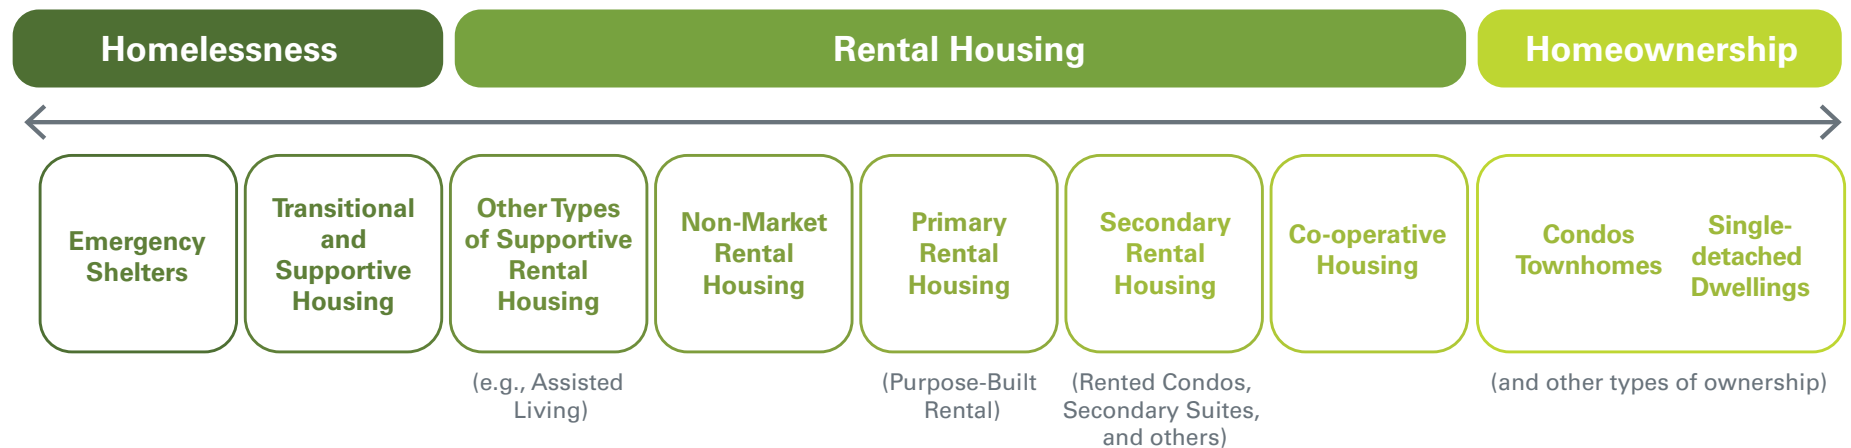 Homelessness
Rental Housing
Homeownership
Emergency
Shelters
Transitional
and
Supportive
Housing
Other Types
of Supportive
Rental
Housing
Non-Market
Rental
Housing
Primary
Rental
Housing
Secondary
Rental
Housing
Co-operative
Housing
Condos
Townhomes
Single-
detached
Dwellings
(e.g., Assisted
Living)
(Purpose-Built
Rental)
(Rented Condos,
Secondary Suites,
and others)
(and other types of ownership)